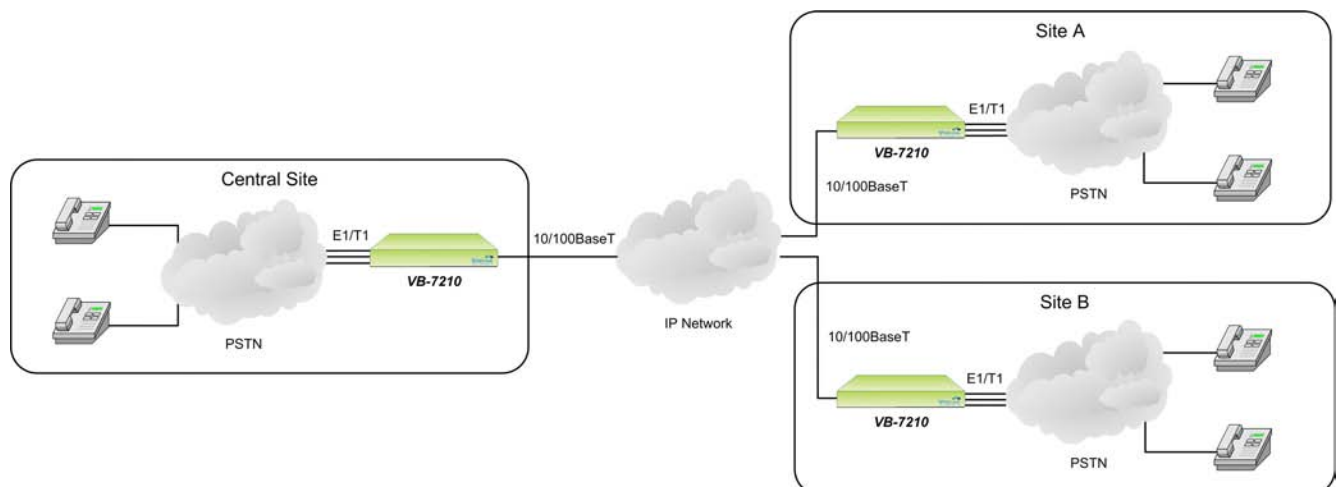 Site A
E1/T1
VB-7210
10/100BaseT
PSTN
Central Site
E1/T1
10/100BaseT
VB-7210
PSTN
IP Network
Site B
10/100BaseT
E1/T1
VB-7210
PSTN